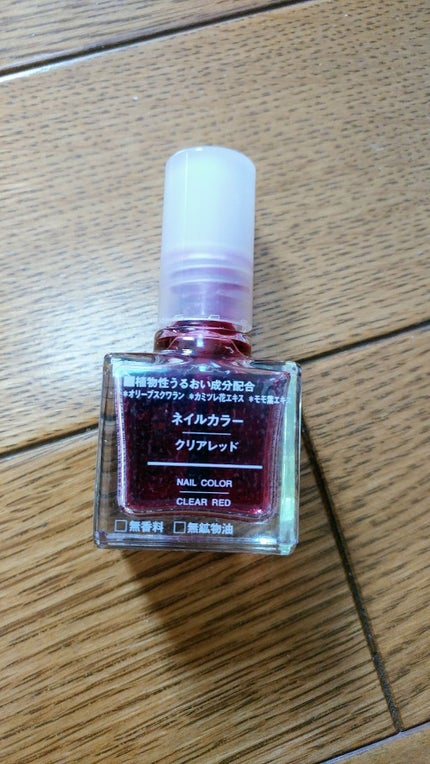 ■植物性うるおい成分配合
*オリーブスクワラン *カミツレ花エキス *モモ葉エキス
ネイルカラー
クリアレッド
NAIL COLOR
CLEAR RED
□無香料 □無鉱物油